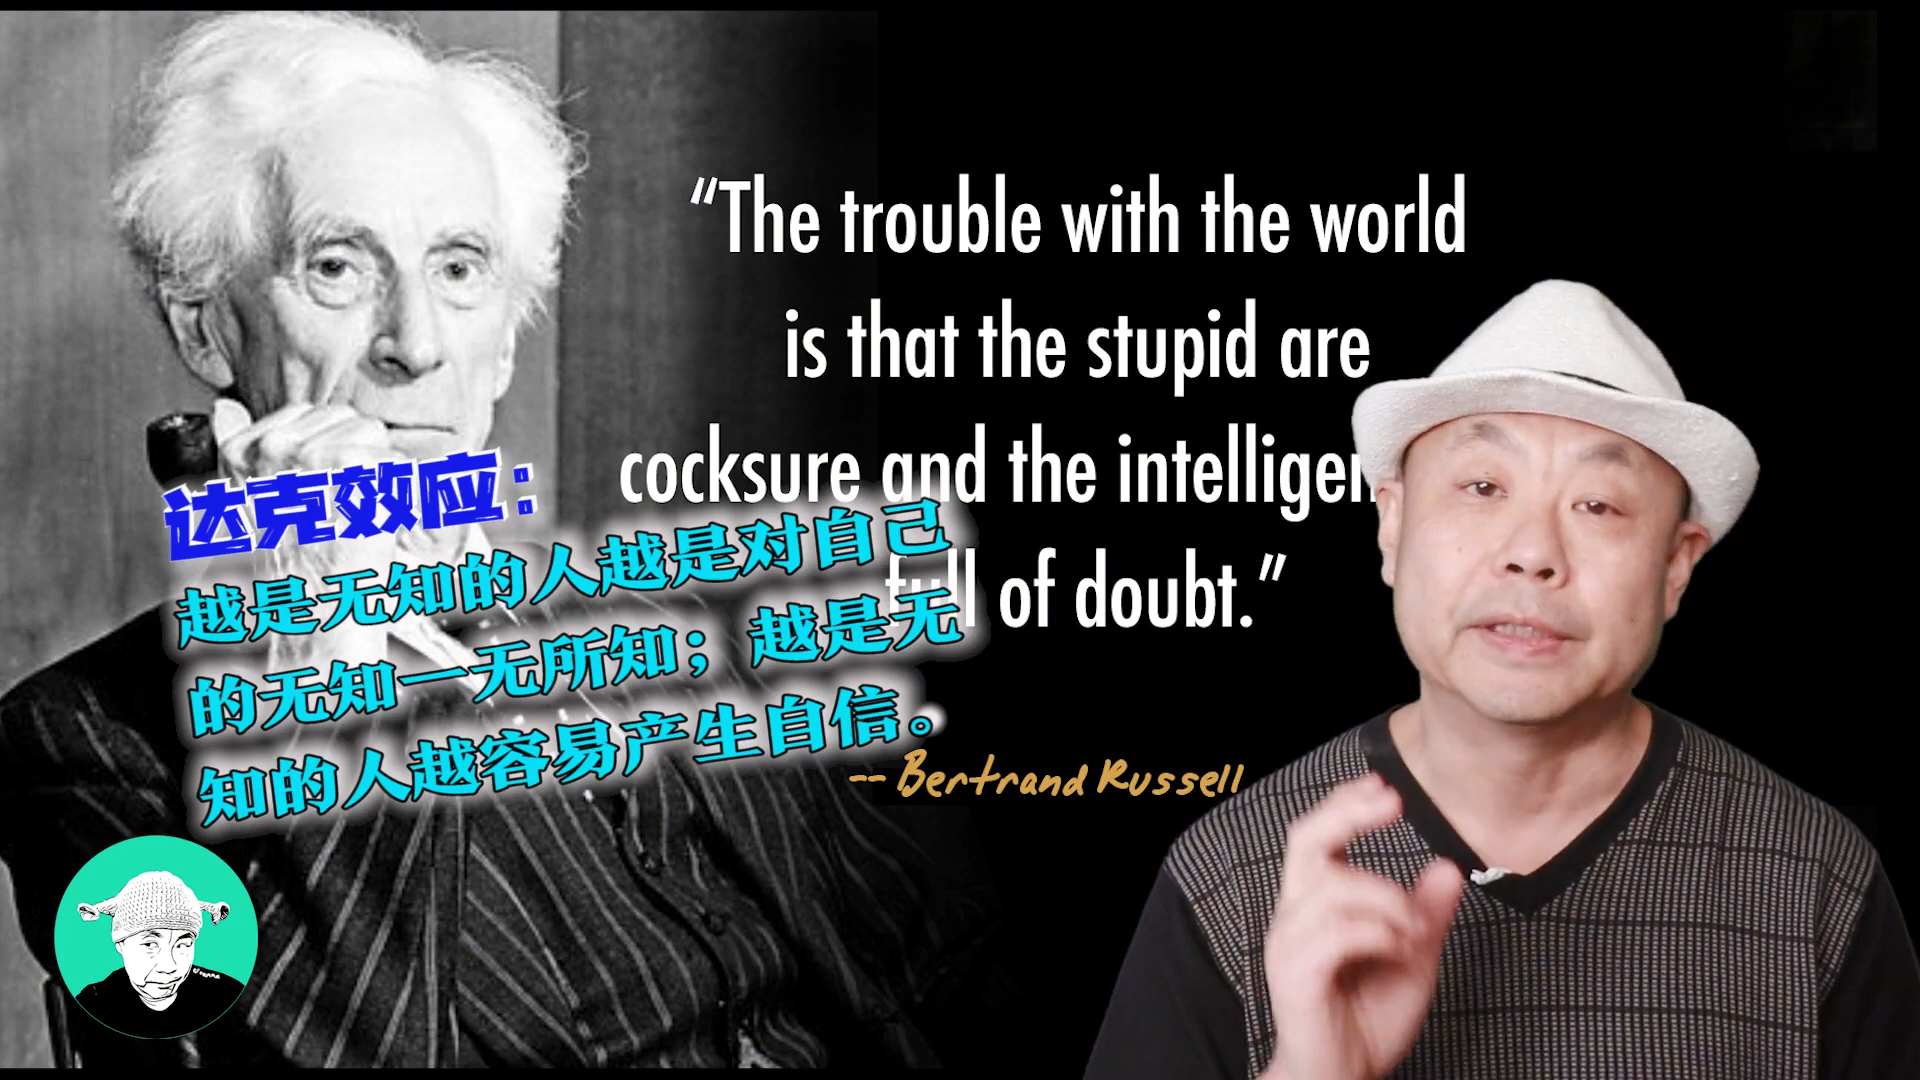 “The trouble with the world
is that the stupid are
cocksure and the intelligen
full of doubt.”
-- Bertrand Russell
达克效应：
越是无知的人越是对自己
的无知一无所知；越是无
知的人越容易产生自信。